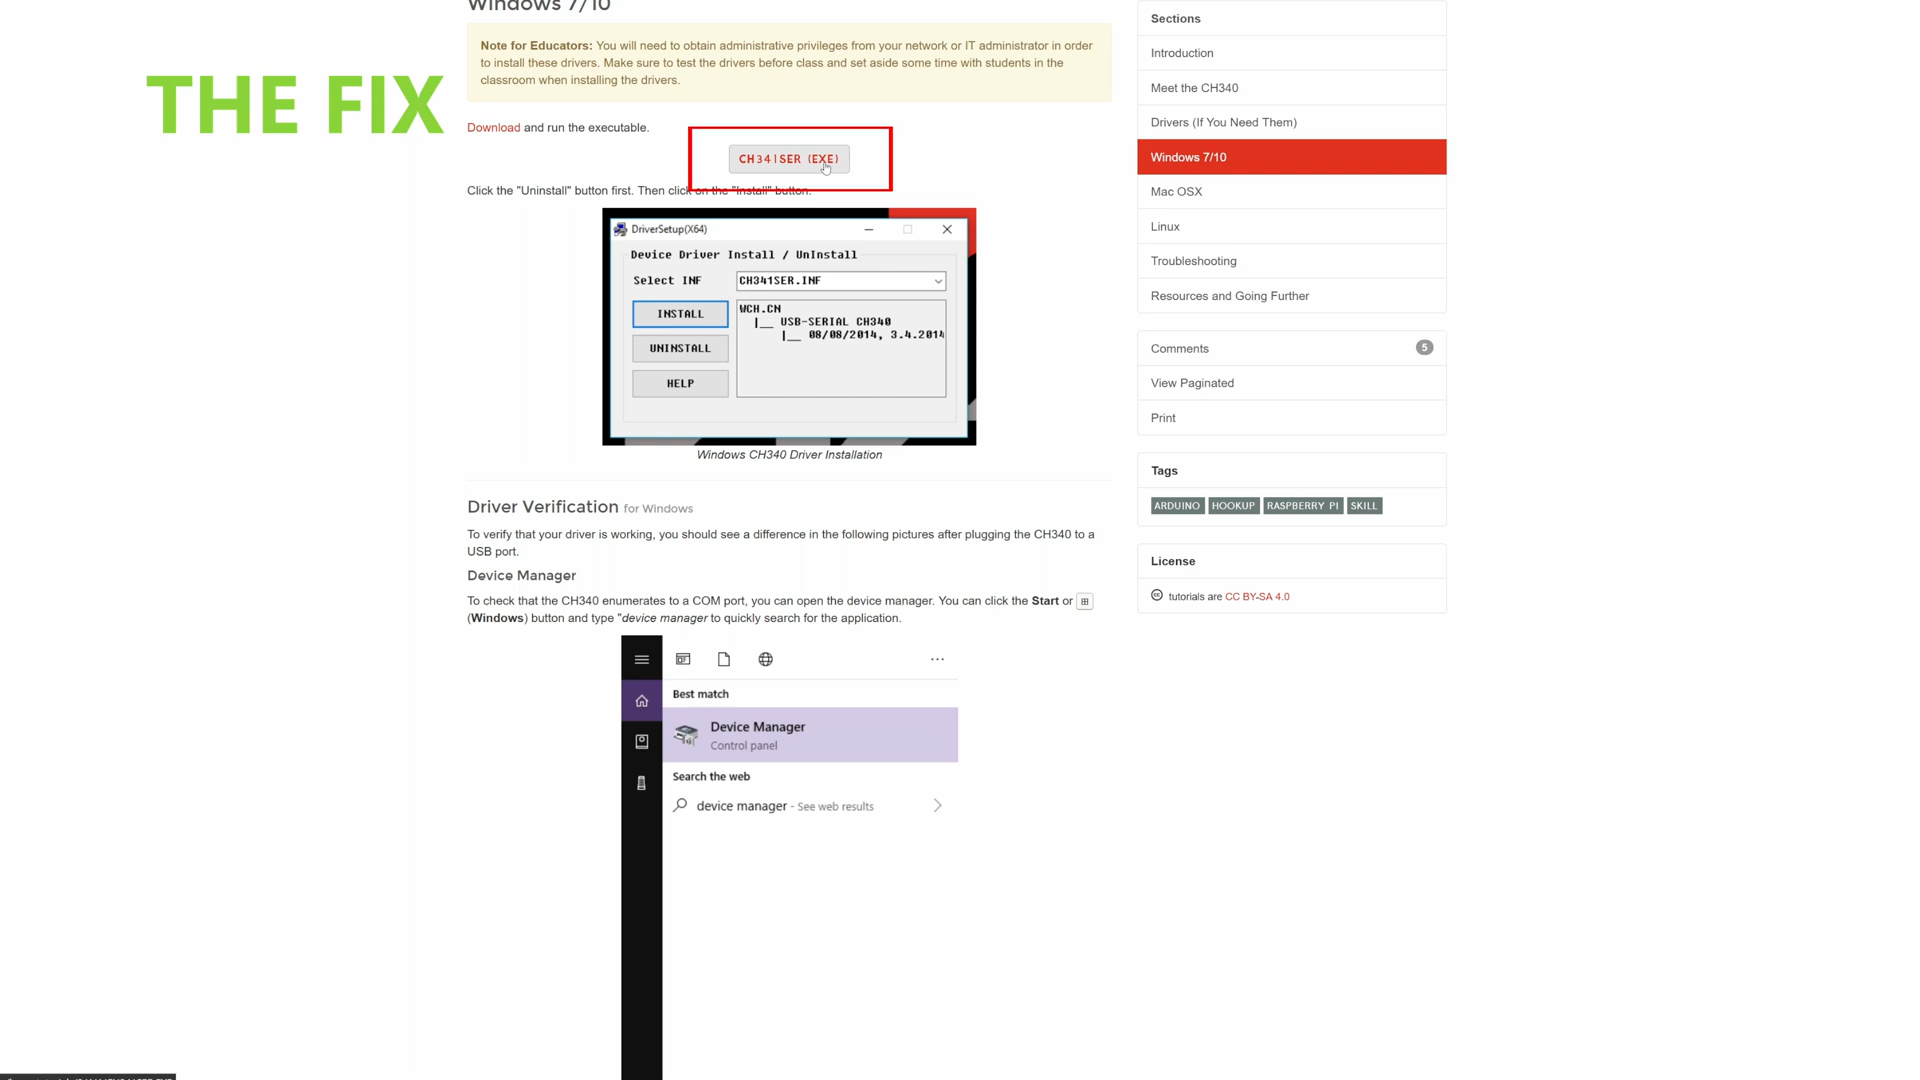 Windows 7/10
THE FIX
Note for Educators: You will need to obtain administrative privileges from your network or IT administrator in order
to install these drivers. Make sure to test the drivers before class and set aside some time with students in the
classroom when installing the drivers.
Download and run the executable.
CH341SER (EXE)
Click the "Uninstall" button first. Then click on the "Install" button.
DriverSetup(X64)
Device Driver Install / UnInstall
Select INF
CH341SER.INF
INSTALL
UNINSTALL
HELP
WCH.CN
|__ USB-SERIAL CH340
|__ 08/08/2014, 3.4.2014
Windows CH340 Driver Installation
Driver Verification for Windows
To verify that your driver is working, you should see a difference in the following pictures after plugging the CH340 to a
USB port.
Device Manager
To check that the CH340 enumerates to a COM port, you can open the device manager. You can click the Start or
(Windows) button and type "device manager to quickly search for the application.
Best match
Device Manager
Control panel
Search the web
device manager - See web results
Sections
Introduction
Meet the CH340
Drivers (If You Need Them)
Windows 7/10
Mac OSX
Linux
Troubleshooting
Resources and Going Further
Comments 5
View Paginated
Print
Tags
ARDUINO HOOKUP RASPBERRY PI SKILL
License
tutorials are CC BY-SA 4.0